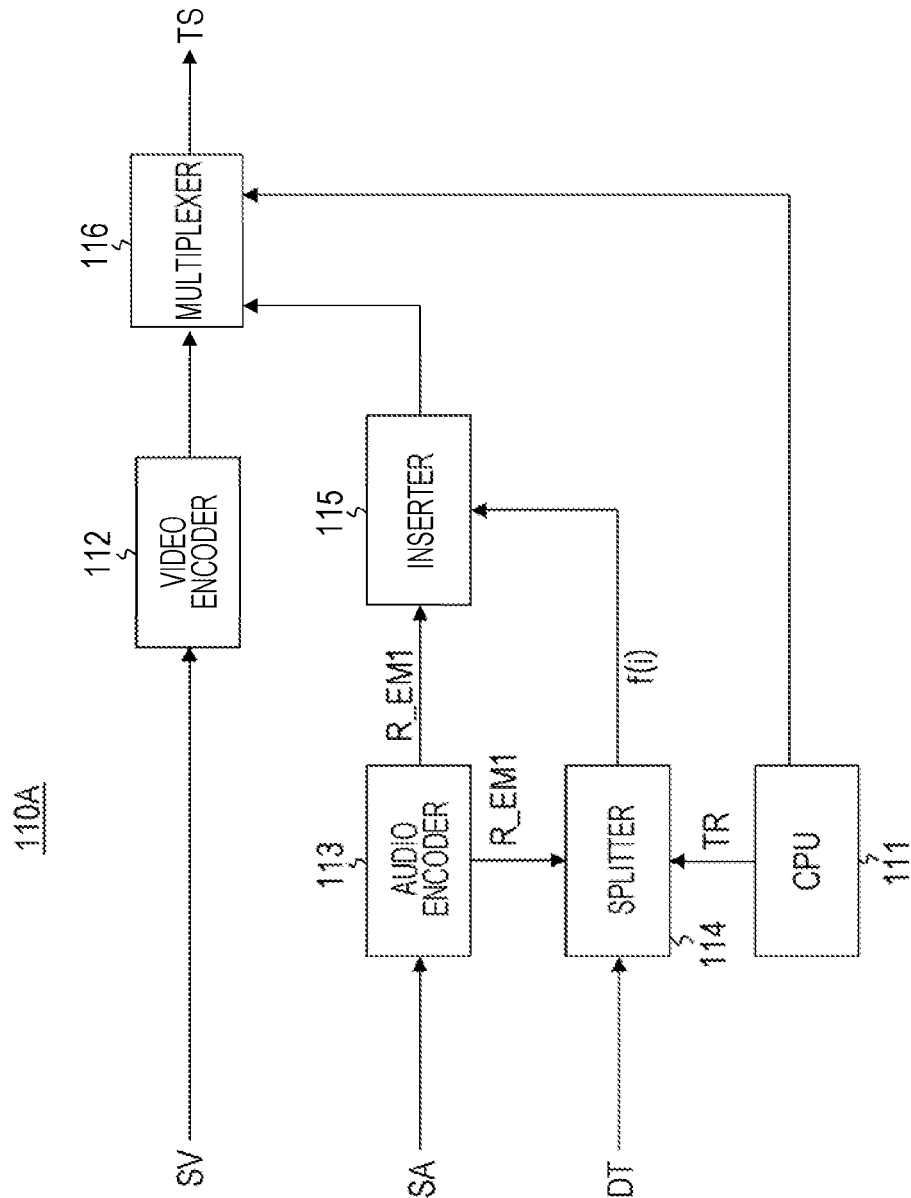 110A
SV
112
VIDEO
ENCODER
116
MULTIPLEXER
TS
SA
113
AUDIO
ENCODER
R_EM1
115
INSERTER
R_EM1
DT
SPLITTER
114
f(i)
TR
CPU
111